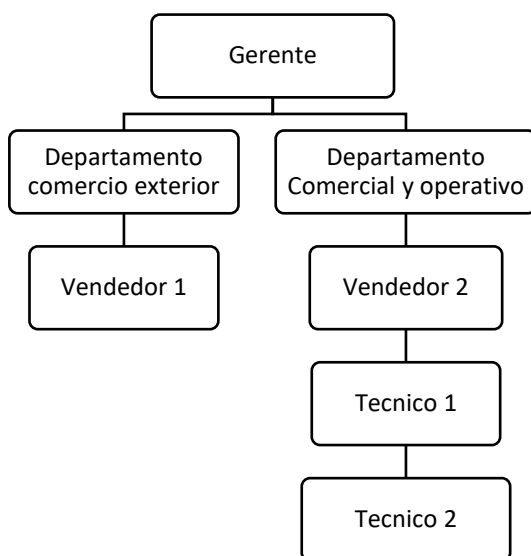 Gerente
Departamento
comercio exterior
Departamento
Comercial y operativo
Vendedor 1
Vendedor 2
Tecnico 1
Tecnico 2